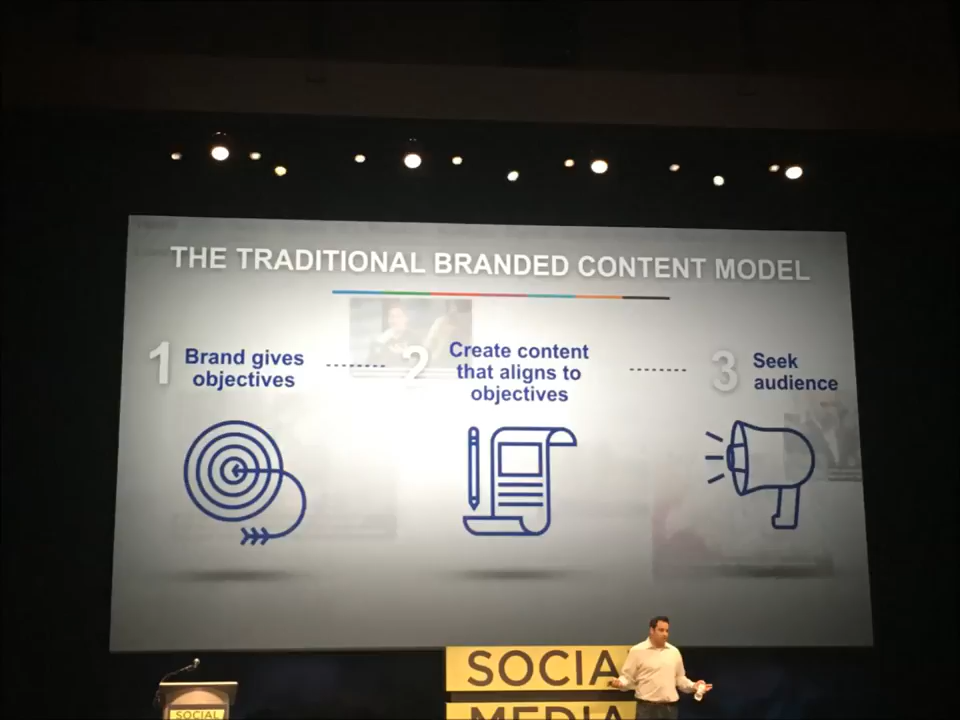 THE TRADITIONAL BRANDED CONTENT MODEL
1
Brand gives
objectives
2
Create content
that aligns to
objectives
3
Seek
audience
SOCIA
MEDIA
SOCIAL